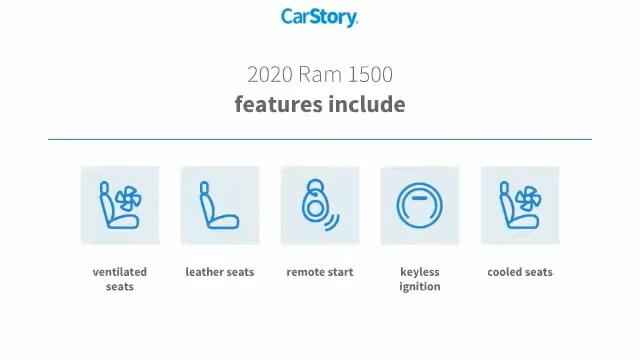 CarStory.
2020 Ram 1500
features include
ventilated
seats
leather seats
remote start
keyless
ignition
cooled seats